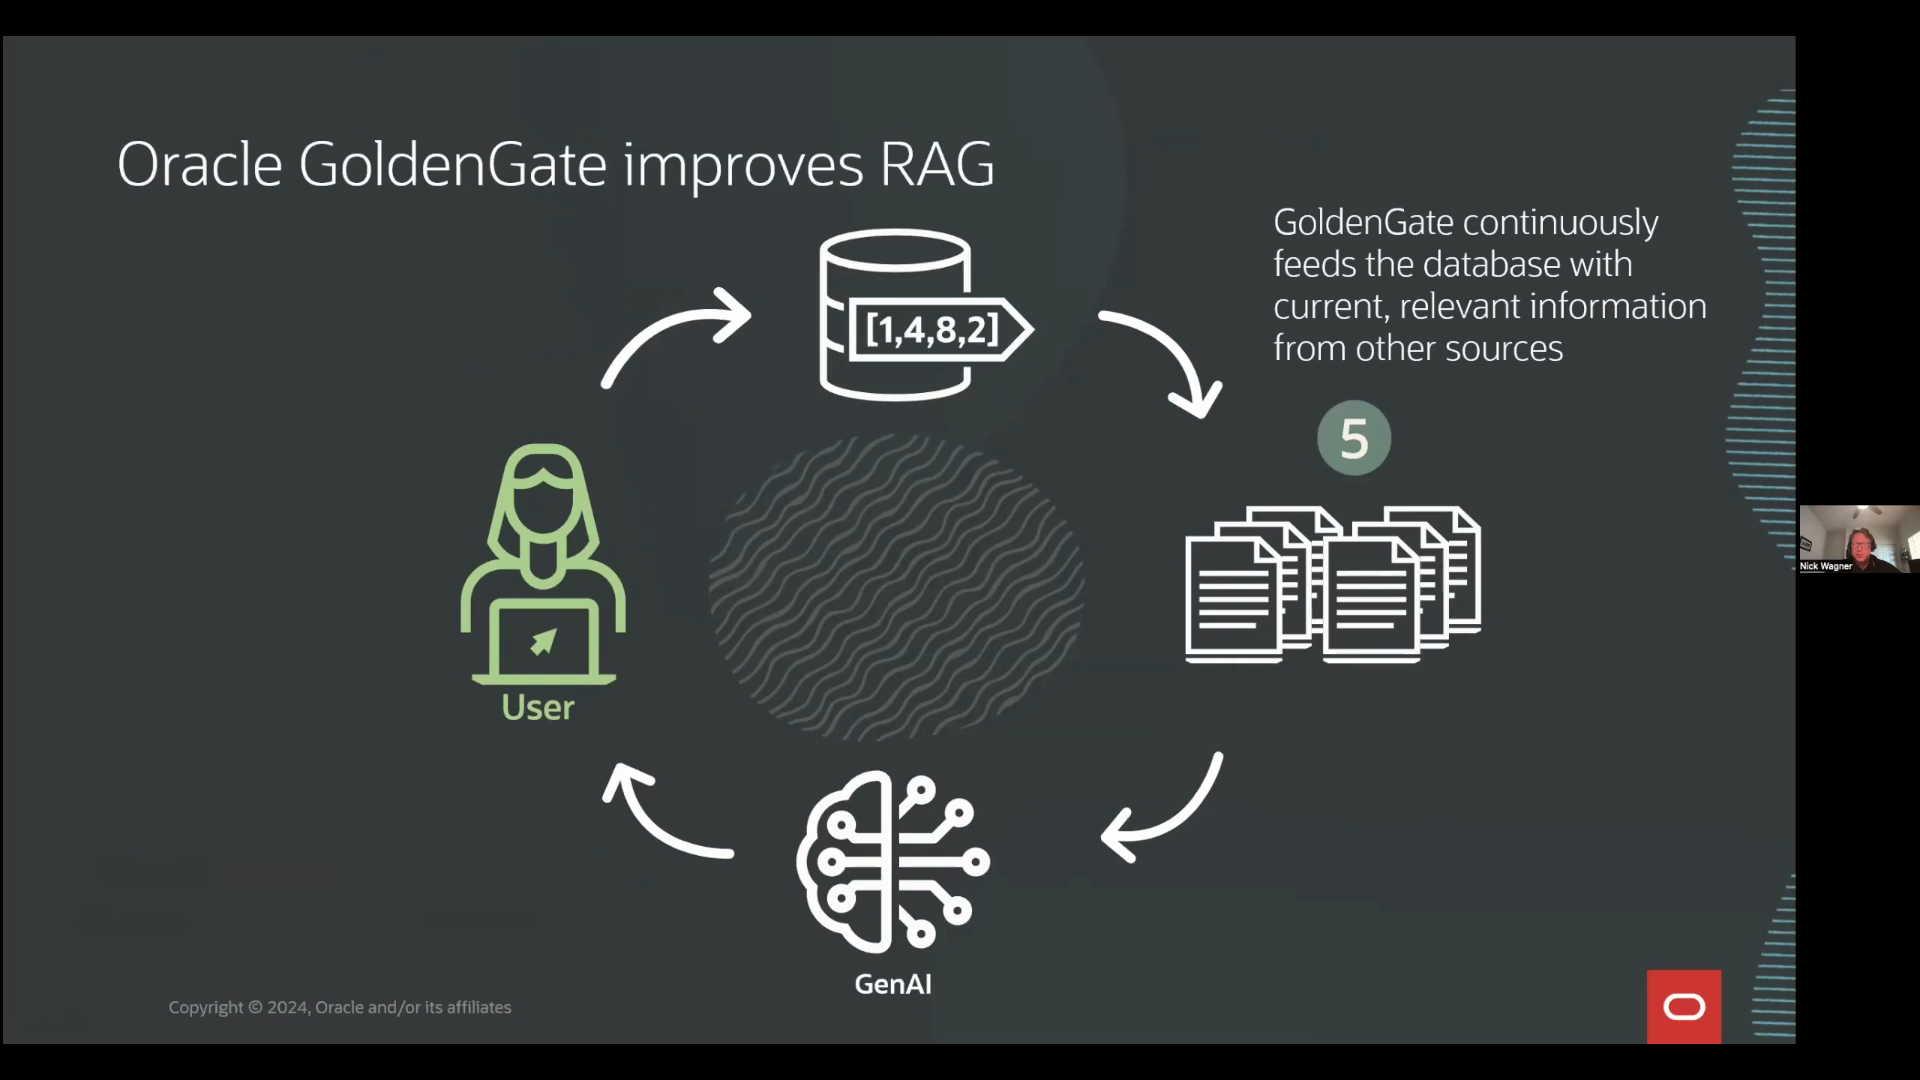 Oracle GoldenGate improves RAG
GoldenGate continuously
feeds the database with
current, relevant information
from other sources
[1,4,8,2]
5
User
GenAI
Copyright © 2024, Oracle and/or its affiliates
Nick Wagner